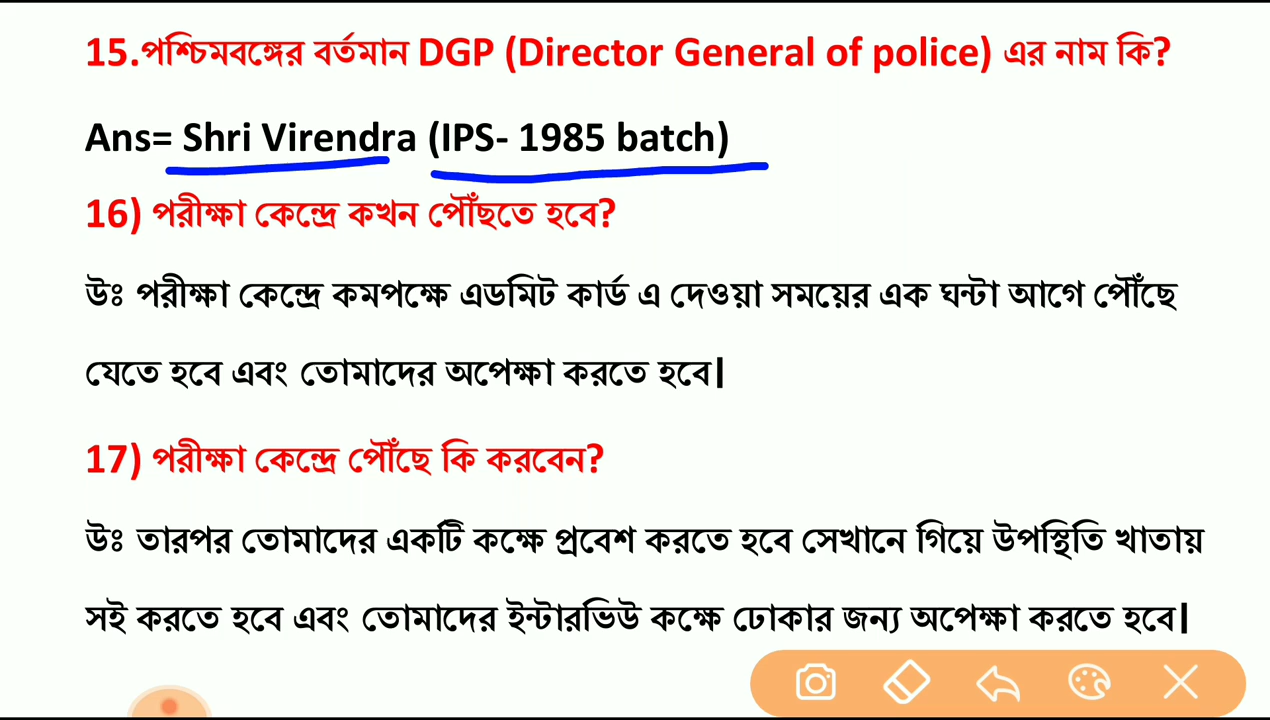 15.পশ্চিমবঙ্গের বর্তমান DGP (Director General of police) এর নাম কি?
Ans= Shri Virendra (IPS- 1985 batch)
16) পরীক্ষা কেন্দ্রে কখন পৌঁছতে হবে?
উঃ পরীক্ষা কেন্দ্রে কমপক্ষে এডমিট কার্ড এ দেওয়া সময়ের এক ঘন্টা আগে পৌঁছে
যেতে হবে এবং তোমাদের অপেক্ষা করতে হবে।
17) পরীক্ষা কেন্দ্রে পৌঁছে কি করবেন?
উঃ তারপর তোমাদের একটি কক্ষে প্রবেশ করতে হবে সেখানে গিয়ে উপস্থিতি খাতায়
সই করতে হবে এবং তোমাদের ইন্টারভিউ কক্ষে ঢোকার জন্য অপেক্ষা করতে হবে।